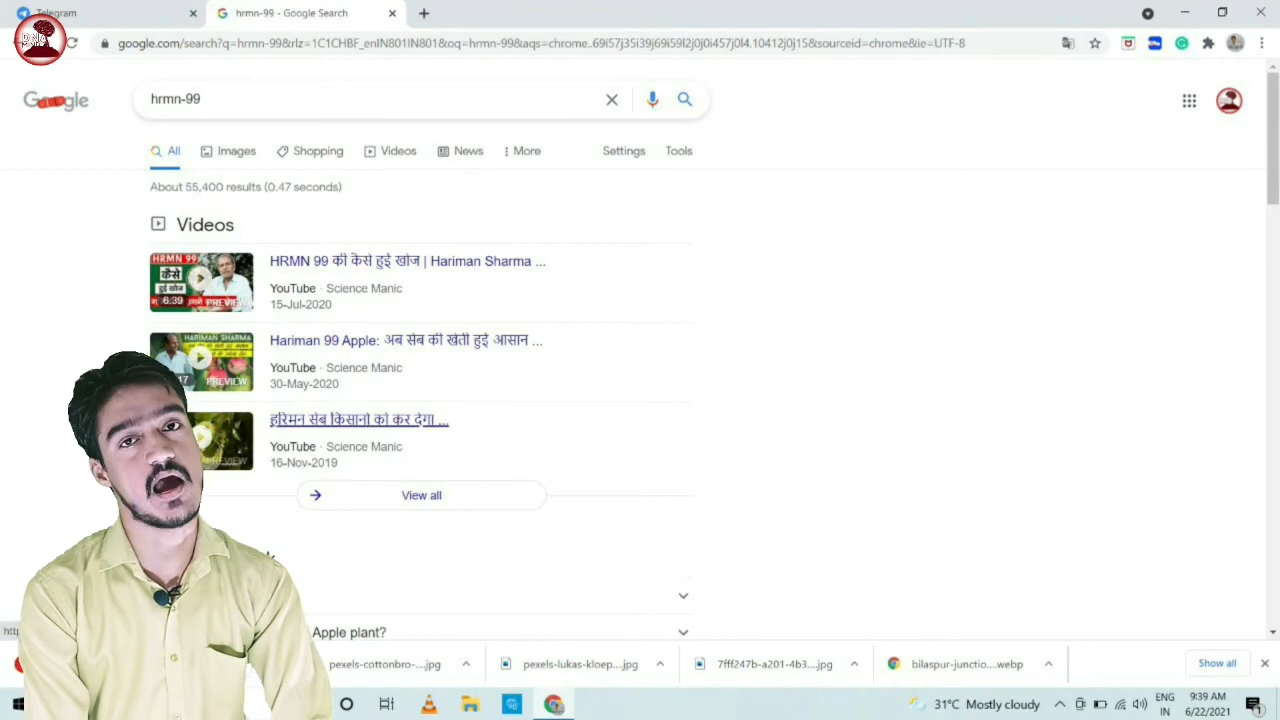 Telegram
hrmn-99 - Google Search
google.com/search?q=hrmn-99&rlz=1C1CHBF_enIN801IN801&oq=hrmn-99&aqs=chrome..69i57j35i39j69i59l2j0j0i457j0l4.10412j0j15&sourceid=chrome&ie=UTF-8
Google
hrmn-99
All
Images
Shopping
Videos
News
More
Settings
Tools
About 55,400 results (0.47 seconds)
Videos
HRMN 99
कैसे
हुई खोज
6:39
PREVIEW
HRMN 99 की कैसे हुई खोज | Hariman Sharma ...
YouTube · Science Manic
15-Jul-2020
HARIMAN SHARMA
17
PREVIEW
Hariman 99 Apple: अब सेब की खेती हुई आसान ...
YouTube · Science Manic
30-May-2020
PREVIEW
हरिमन सेब किसानों को कर देगा ...
YouTube · Science Manic
16-Nov-2019
View all
Apple plant?
pexels-cottonbro-....jpg
pexels-lukas-kloep....jpg
7fff247b-a201-4b3....jpg
bilaspur-junctio....webp
Show all
31°C Mostly cloudy
ENG
IN
9:39 AM
6/22/2021
1